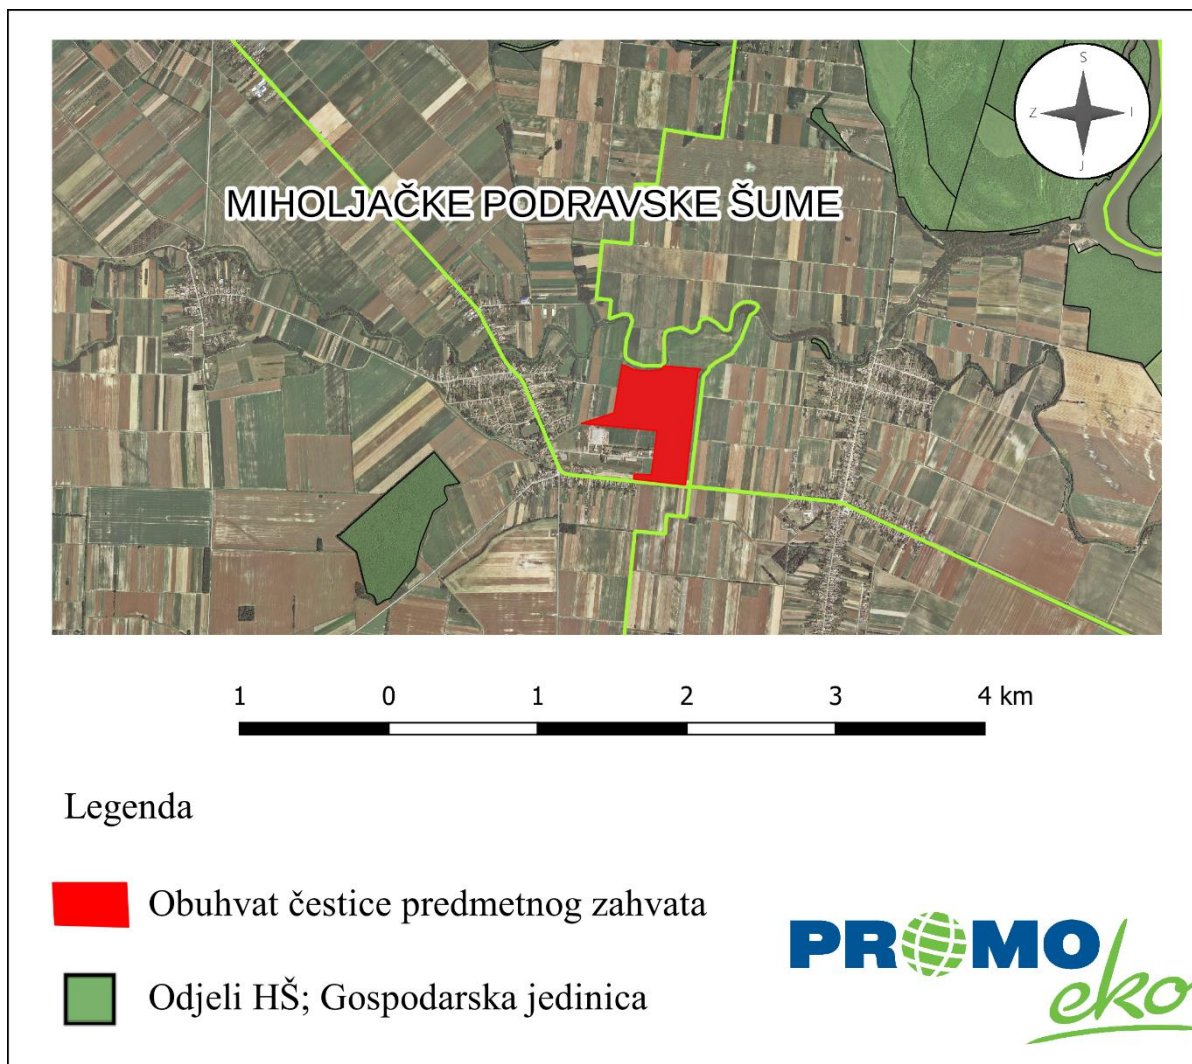 S
Z I
J
MIHOLJAČKE PODRAVSKE ŠUME
1 0 1 2 3 4 km
Legenda
Obuhvat čestice predmetnog zahvata
Odjeli HŠ; Gospodarska jedinica
PROMO
eko